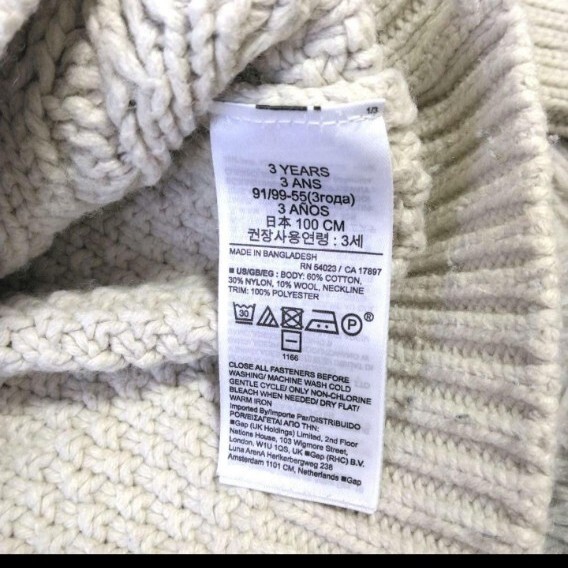 1/3
3 YEARS
3 ANS
91/99-55(3года)
3 AÑOS
日本 100 CM
권장사용연령 : 3세
MADE IN BANGLADESH
RN 54023 / CA 17897
■ US/GB/EG : BODY: 60% COTTON,
30% NYLON, 10% WOOL, NECKLINE
TRIM: 100% POLYESTER
30 P
1166
CLOSE ALL FASTENERS BEFORE
WASHING/ MACHINE WASH COLD
GENTLE CYCLE/ ONLY NON-CHLORINE
BLEACH WHEN NEEDED/ DRY FLAT/
WARM IRON
Imported By/Importe Par/DISTRIBUIDO
POR/ΕΙΣΑΓΕΤΑΙ ΑΠΟ ΤΗΝ:
■Gap (UK Holdings) Limited, 2nd Floor
Nations House, 103 Wigmore Street,
London, W1U 1QS, UK ■Gap (RHC) B.V.
Luna ArenA Herikerbergweg 238
Amsterdam 1101 CM, Netherlands ■Gap